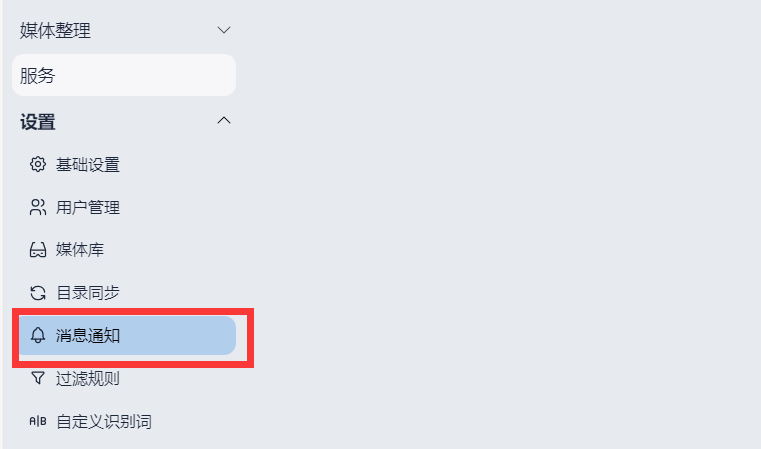 媒体整理
服务
设置
基础设置
用户管理
媒体库
目录同步
消息通知
过滤规则
A|B 自定义识别词